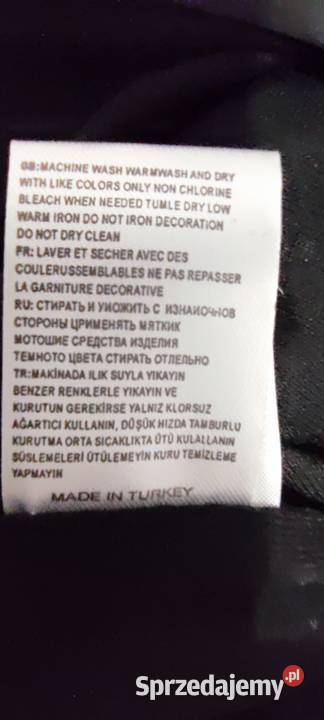 GB:MACHINE WASH WARMWASH AND DRY
WITH LIKE COLORS ONLY NON CHLORINE
BLEACH WHEN NEEDED TUMLE DRY LOW
WARM IRON DO NOT IRON DECORATION
DO NOT DRY CLEAN
FR: LAVER ET SECHER AVEC DES
COULERUSSEMBLABLES NE PAS REPASSER
LA GARNITURE DECORATIVE
RU: СТИРАТЬ И УИОЖИТЬ С ИЗНАИОЧНОВ
СТОРОНЫ ЦРИМЕНЯТЬ МЯТКИК
МОТОШИЕ СРЕДСТВА ИЗДЕЛИЯ
ТЕМНОТО ЦВЕТА СТИРАТЬ ОТЛЕЛЬНО
TR:MAKİNADA ILIK SUYLA YIKAYIN
BENZER RENKLERLE YIKAYIN VE
KURUTUN GEREKİRSE YALNIZ KLORSUZ
AĞARTICI KULLANIN, DÜŞÜK HIZDA TAMBURLU
KURUTMA ORTA SICAKLIKTA ÜTÜ KULALLANIN
SÜSLEMELERİ ÜTÜLEMEYİN KURU TEMİZLEME
YAPMAYIN
MADE IN TURKEY
Sprzedajemy.pl